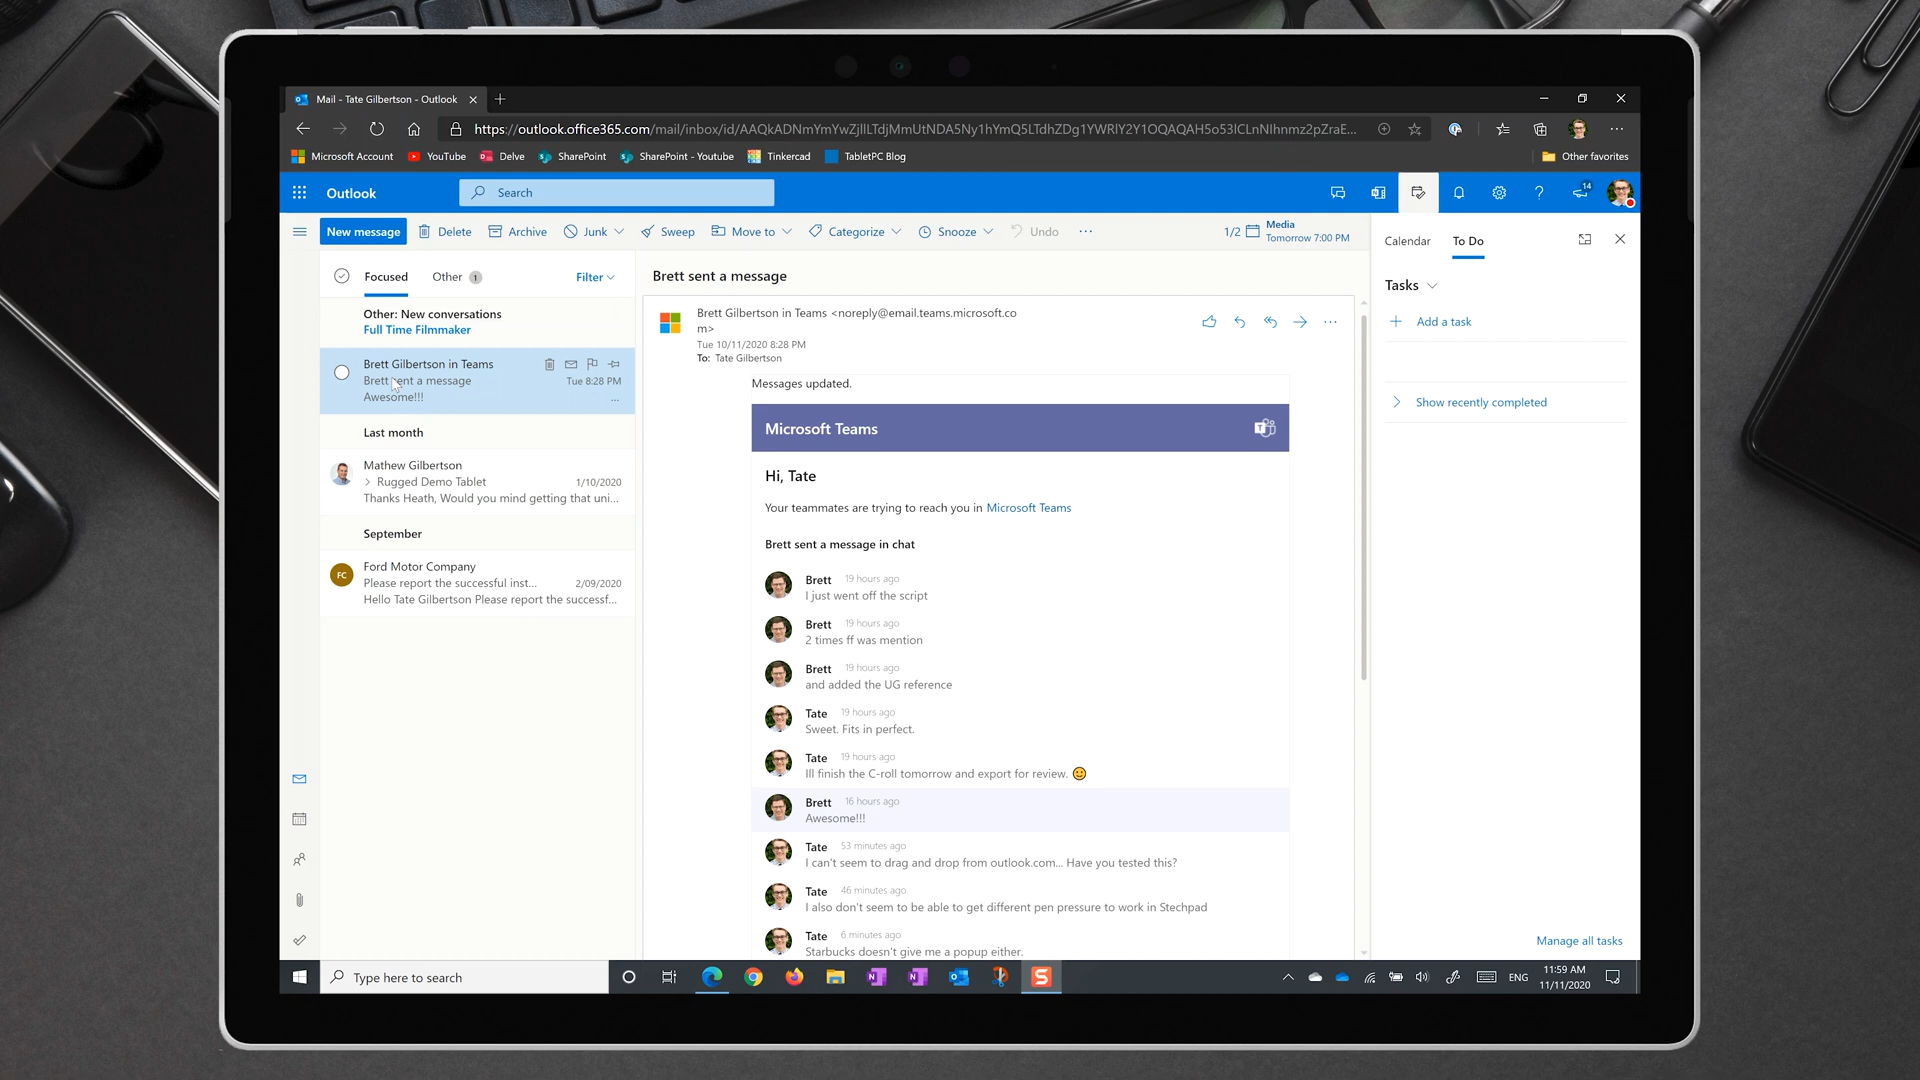 Mail - Tate Gilbertson - Outlook
https://outlook.office365.com/mail/inbox/id/AAQkADNmYmYwZjllLTdjMmUtNDA5Ny1hYmQ5LTdhZDg1YWRlY2Y1OQAQAH5o53lCLnNIhnmz2pZraE...
Microsoft Account
YouTube
Delve
SharePoint
SharePoint - Youtube
Tinkercad
TabletPC Blog
Other favorites
Outlook
Search
14
New message
Delete
Archive
Junk
Sweep
Move to
Categorize
Snooze
Undo
...
1/2
Media
Tomorrow 7:00 PM
Focused
Other 1
Filter
Other: New conversations
Full Time Filmmaker
Brett Gilbertson in Teams
Brett sent a message
Tue 8:28 PM
Awesome!!!
...
Last month
Mathew Gilbertson
> Rugged Demo Tablet
1/10/2020
Thanks Heath, Would you mind getting that uni...
September
FC
Ford Motor Company
Please report the successful inst...
2/09/2020
Hello Tate Gilbertson Please report the successf...
Brett sent a message
Brett Gilbertson in Teams <noreply@email.teams.microsoft.co
m>
Tue 10/11/2020 8:28 PM
To: Tate Gilbertson
Messages updated.
Microsoft Teams
Hi, Tate
Your teammates are trying to reach you in Microsoft Teams
Brett sent a message in chat
Brett 19 hours ago
I just went off the script
Brett 19 hours ago
2 times ff was mention
Brett 19 hours ago
and added the UG reference
Tate 19 hours ago
Sweet. Fits in perfect.
Tate 19 hours ago
Ill finish the C-roll tomorrow and export for review. 🙂
Brett 16 hours ago
Awesome!!!
Tate 53 minutes ago
I can't seem to drag and drop from outlook.com... Have you tested this?
Tate 46 minutes ago
I also don't seem to be able to get different pen pressure to work in Stechpad
Tate 6 minutes ago
Starbucks doesn't give me a popup either.
Calendar
To Do
Tasks
Add a task
Show recently completed
Manage all tasks
Type here to search
ENG
11:59 AM
11/11/2020